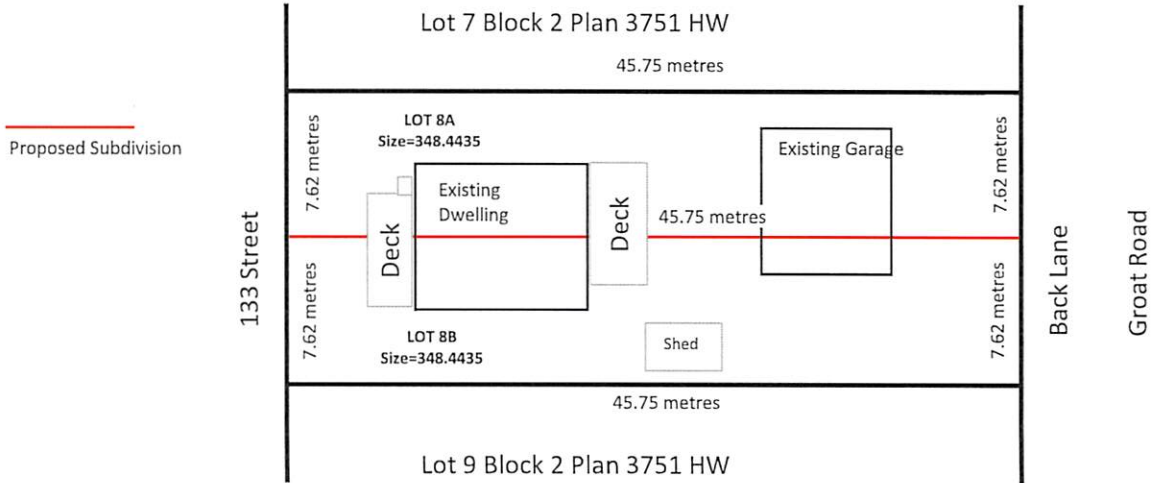 Lot 7 Block 2 Plan 3751 HW
45.75 metres
Proposed Subdivision
7.62 metres
LOT 8A
Size=348.4435
Existing Garage
7.62 metres
Existing
Dwelling
Deck
Deck
45.75 metres
133 Street
Back Lane
Groat Road
7.62 metres
LOT 8B
Size=348.4435
Shed
7.62 metres
45.75 metres
Lot 9 Block 2 Plan 3751 HW